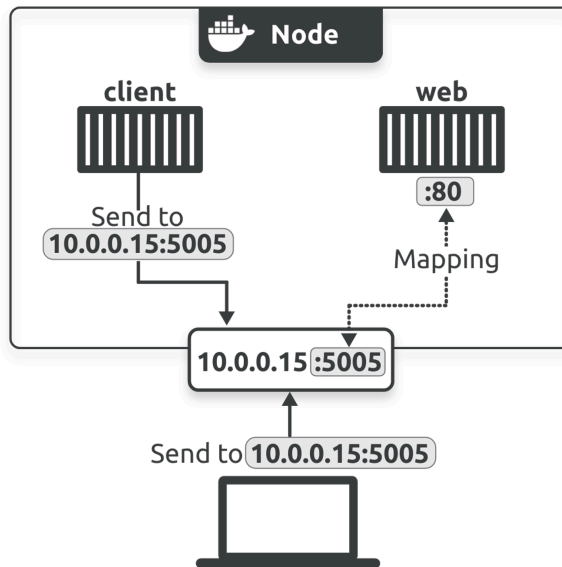 Node
client
web
:80
Send to
10.0.0.15:5005
Mapping
10.0.0.15 :5005
Send to 10.0.0.15:5005